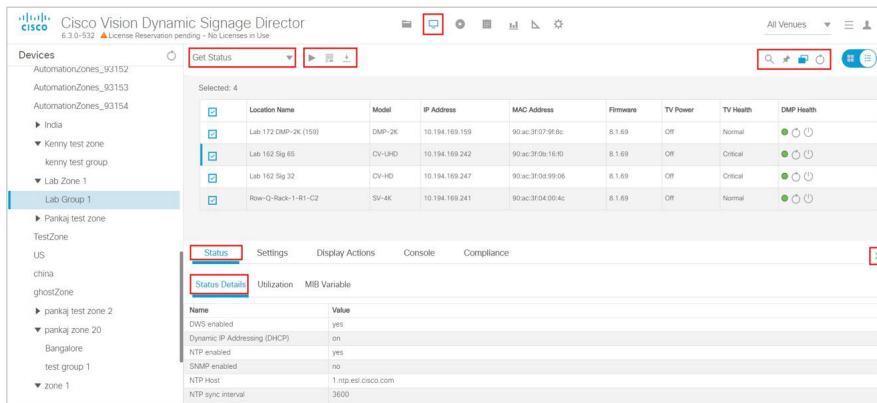 CISCO
Cisco Vision Dynamic Signage Director
6.3.0-532 License Reservation pending - No Licenses in Use
All Venues
Devices
AutomationZones_93152
AutomationZones_93153
AutomationZones_93154
India
Kenny test zone
kenny test group
Lab Zone 1
Lab Group 1
Pankaj test zone
TestZone
US
china
ghostZone
pankaj test zone 2
pankaj zone 20
Bangalore
test group 1
zone 1
Get Status
Selected: 4
Location Name Model IP Address MAC Address Firmware TV Power TV Health DMP Health
Lab 172 DMP-2K (159) DMP-2K 10.194.169.159 90:ac:3f:07:9f:8c 8.1.69 Off Normal
Lab 162 Sig 65 CV-UHD 10.194.169.242 90:ac:3f:0b:16:f0 8.1.69 Off Critical
Lab 162 Sig 32 CV-HD 10.194.169.247 90:ac:3f:0d:99:06 8.1.69 Off Critical
Row-Q-Rack-1-R1-C2 SV-4K 10.194.169.241 90:ac:3f:04:00:4c 8.1.69 Off Normal
Status Settings Display Actions Console Compliance
Status Details Utilization MIB Variable
Name Value
DWS enabled yes
Dynamic IP Addressing (DHCP) on
NTP enabled yes
SNMP enabled no
NTP Host 1.ntp.esl.cisco.com
NTP sync interval 3600